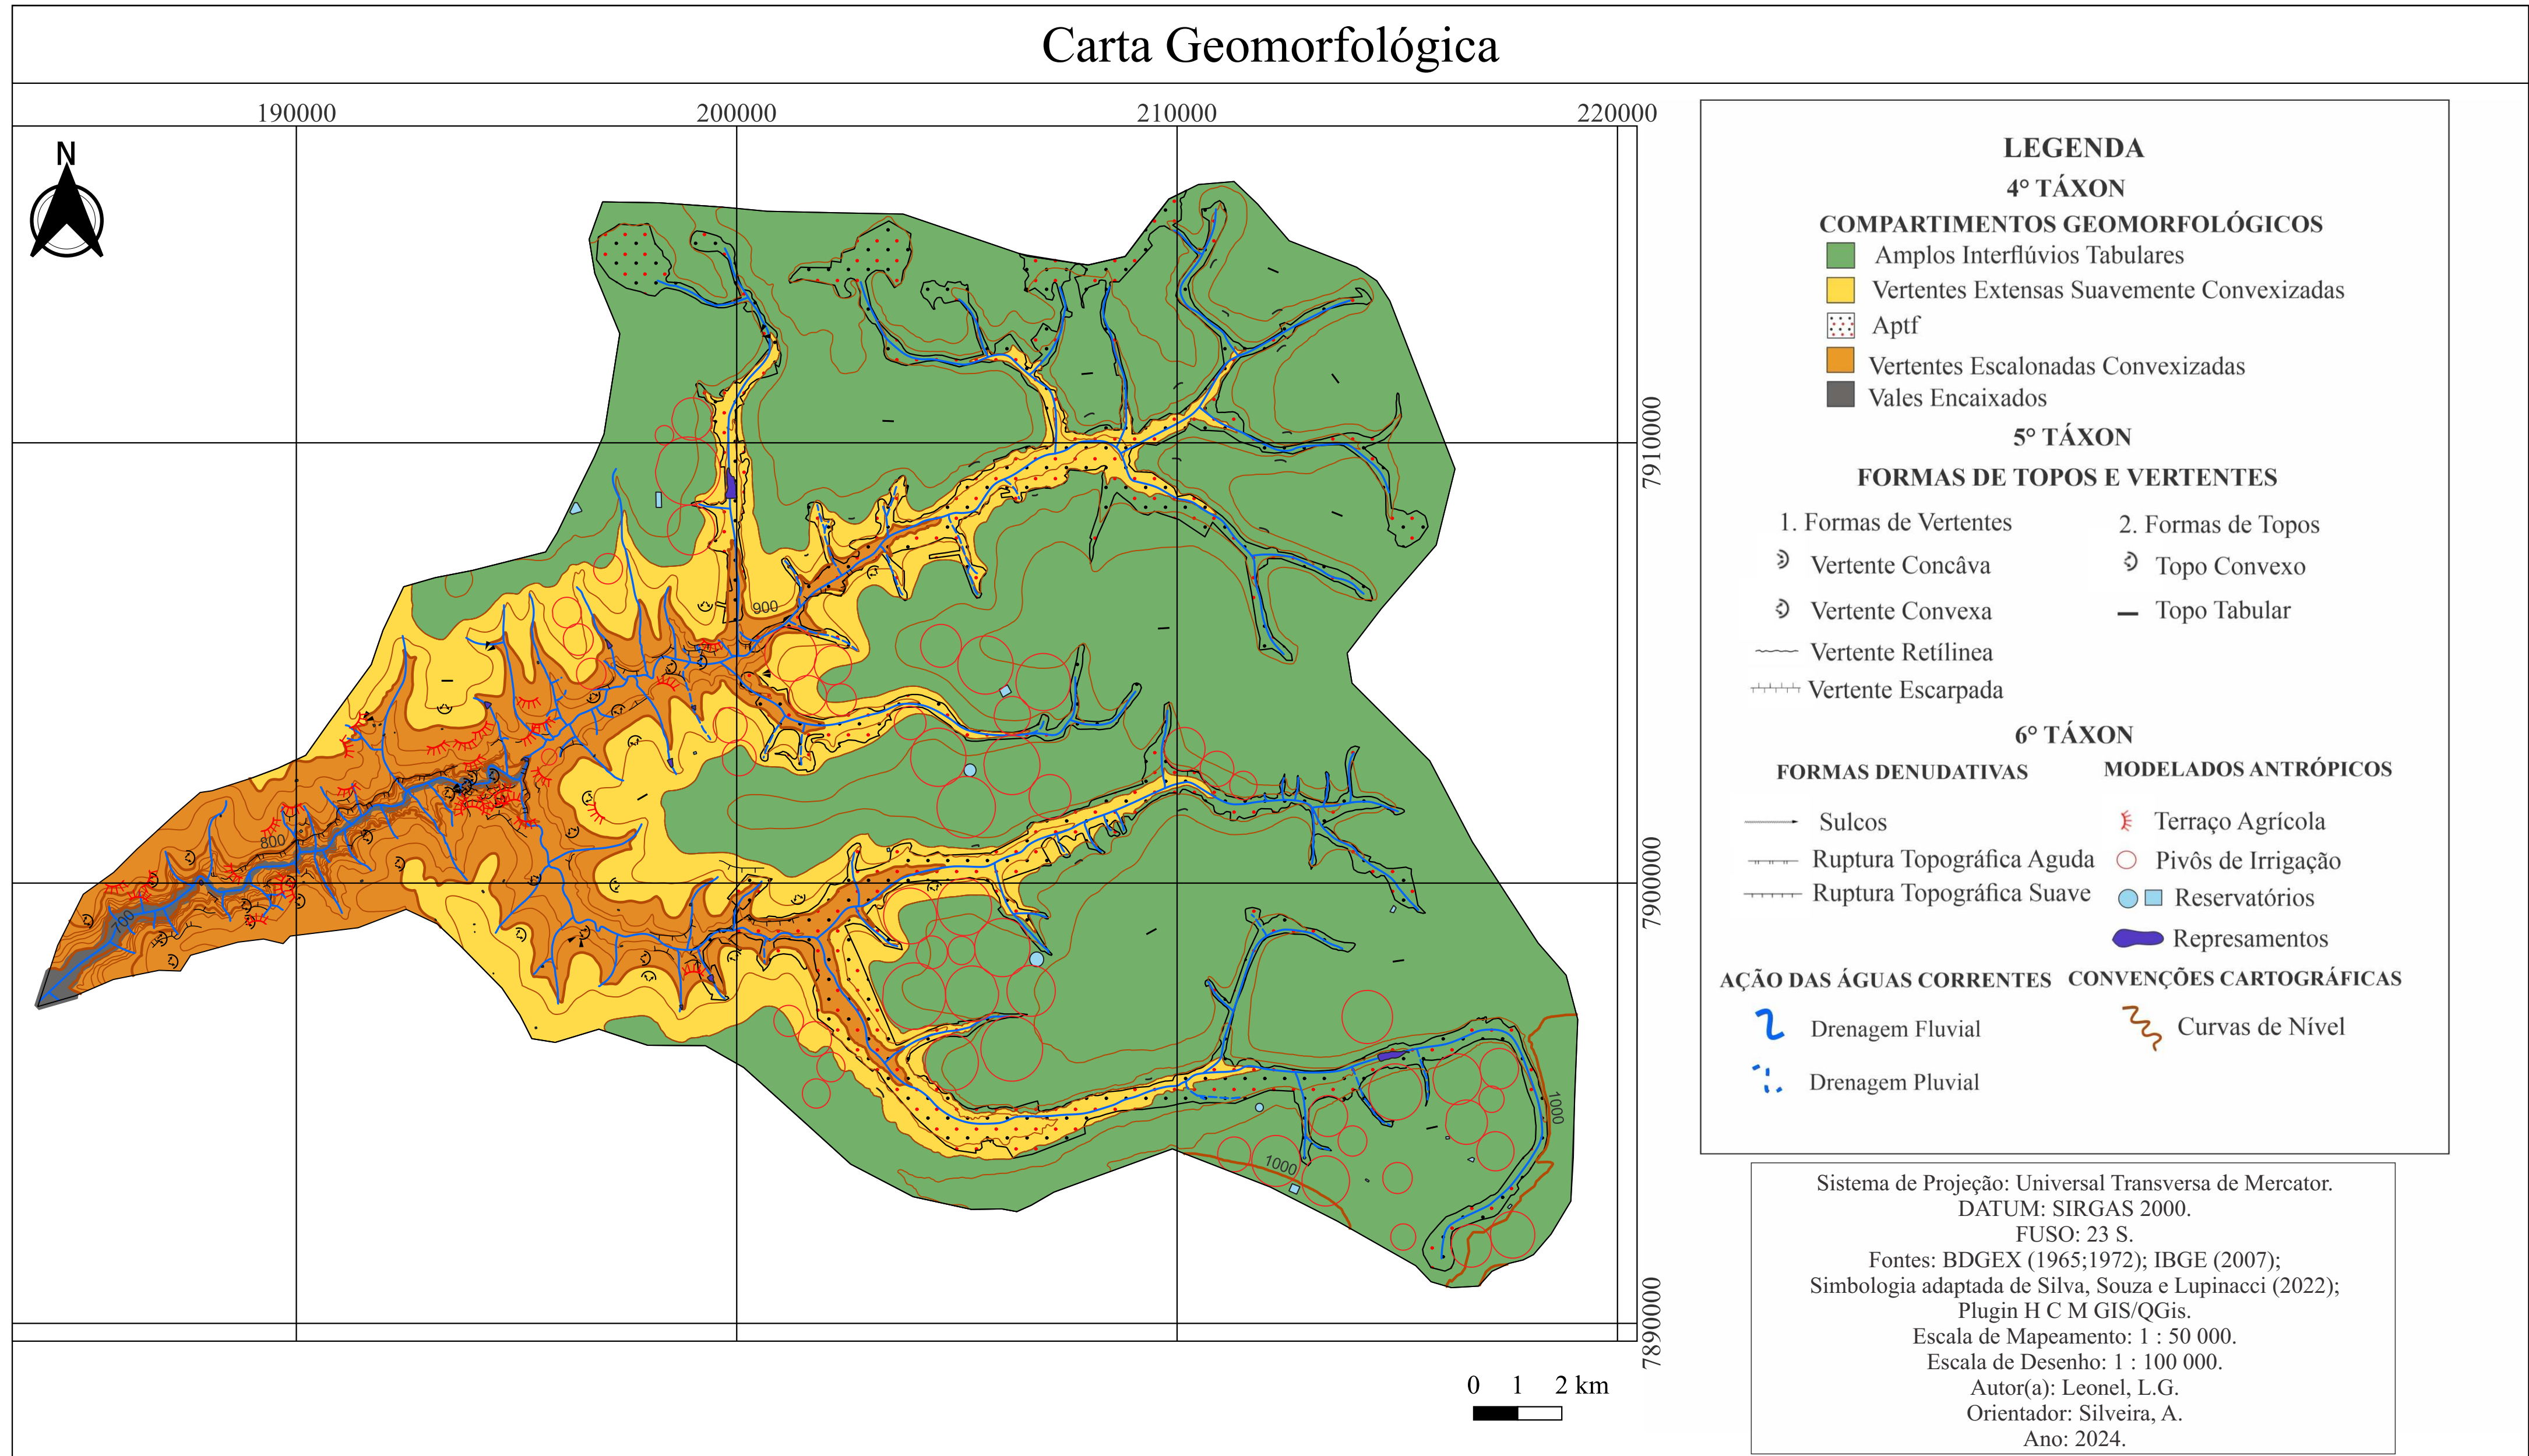 Carta Geomorfológica
190000
200000
210000
220000
N
7910000
7900000
7890000
900
800
700
1000
1000
0 1 2 km
LEGENDA
4° TÁXON
COMPARTIMENTOS GEOMORFOLÓGICOS
Amplos Interflúvios Tabulares
Vertentes Extensas Suavemente Convexizadas
Aptf
Vertentes Escalonadas Convexizadas
Vales Encaixados
5° TÁXON
FORMAS DE TOPOS E VERTENTES
1. Formas de Vertentes
Vertente Concâva
Vertente Convexa
Vertente Retílinea
Vertente Escarpada
2. Formas de Topos
Topo Convexo
Topo Tabular
6° TÁXON
FORMAS DENUDATIVAS
Sulcos
Ruptura Topográfica Aguda
Ruptura Topográfica Suave
MODELADOS ANTRÓPICOS
Terraço Agrícola
Pivôs de Irrigação
Reservatórios
Represamentos
AÇÃO DAS ÁGUAS CORRENTES
Drenagem Fluvial
Drenagem Pluvial
CONVENÇÕES CARTOGRÁFICAS
Curvas de Nível
Sistema de Projeção: Universal Transversa de Mercator.
DATUM: SIRGAS 2000.
FUSO: 23 S.
Fontes: BDGEX (1965;1972); IBGE (2007);
Simbologia adaptada de Silva, Souza e Lupinacci (2022);
Plugin H C M GIS/QGis.
Escala de Mapeamento: 1 : 50 000.
Escala de Desenho: 1 : 100 000.
Autor(a): Leonel, L.G.
Orientador: Silveira, A.
Ano: 2024.